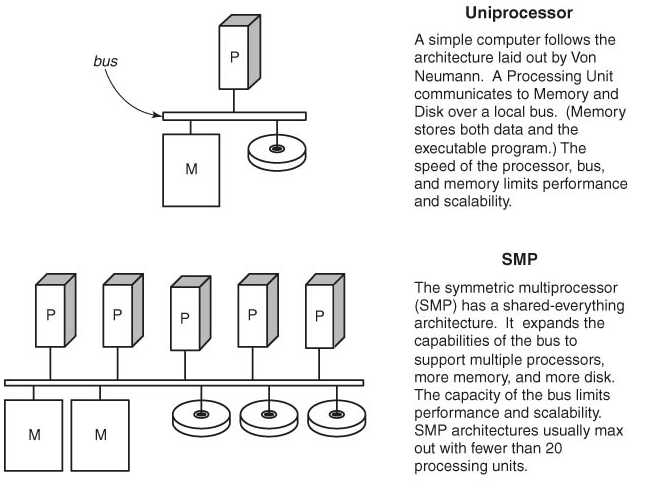 Uniprocessor
A simple computer follows the
architecture laid out by Von
Neumann. A Processing Unit
communicates to Memory and
Disk over a local bus. (Memory
stores both data and the
executable program.) The
speed of the processor, bus,
and memory limits performance
and scalability.
bus
P
M
SMP
The symmetric multiprocessor
(SMP) has a shared-everything
architecture. It expands the
capabilities of the bus to
support multiple processors,
more memory, and more disk.
The capacity of the bus limits
performance and scalability.
SMP architectures usually max
out with fewer than 20
processing units.
P P P P P
M M